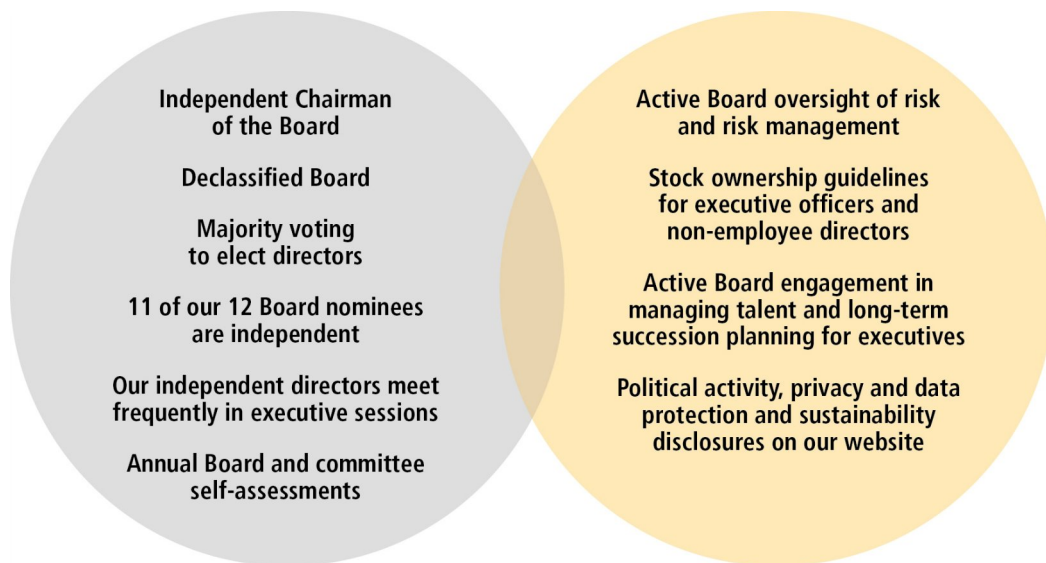 Independent Chairman
of the Board
Declassified Board
Majority voting
to elect directors
11 of our 12 Board nominees
are independent
Our independent directors meet
frequently in executive sessions
Annual Board and committee
self-assessments
Active Board oversight of risk
and risk management
Stock ownership guidelines
for executive officers and
non-employee directors
Active Board engagement in
managing talent and long-term
succession planning for executives
Political activity, privacy and data
protection and sustainability
disclosures on our website